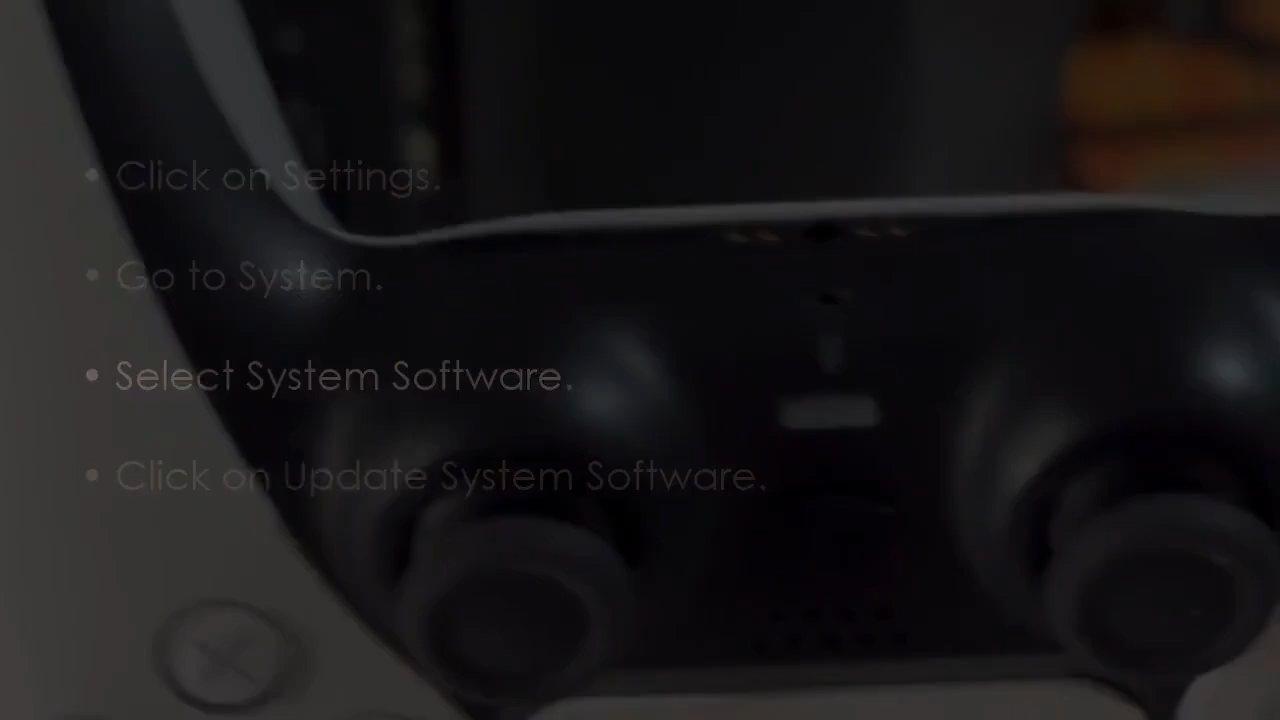 • Click on Settings.
• Go to System.
• Select System Software.
• Click on Update System Software.